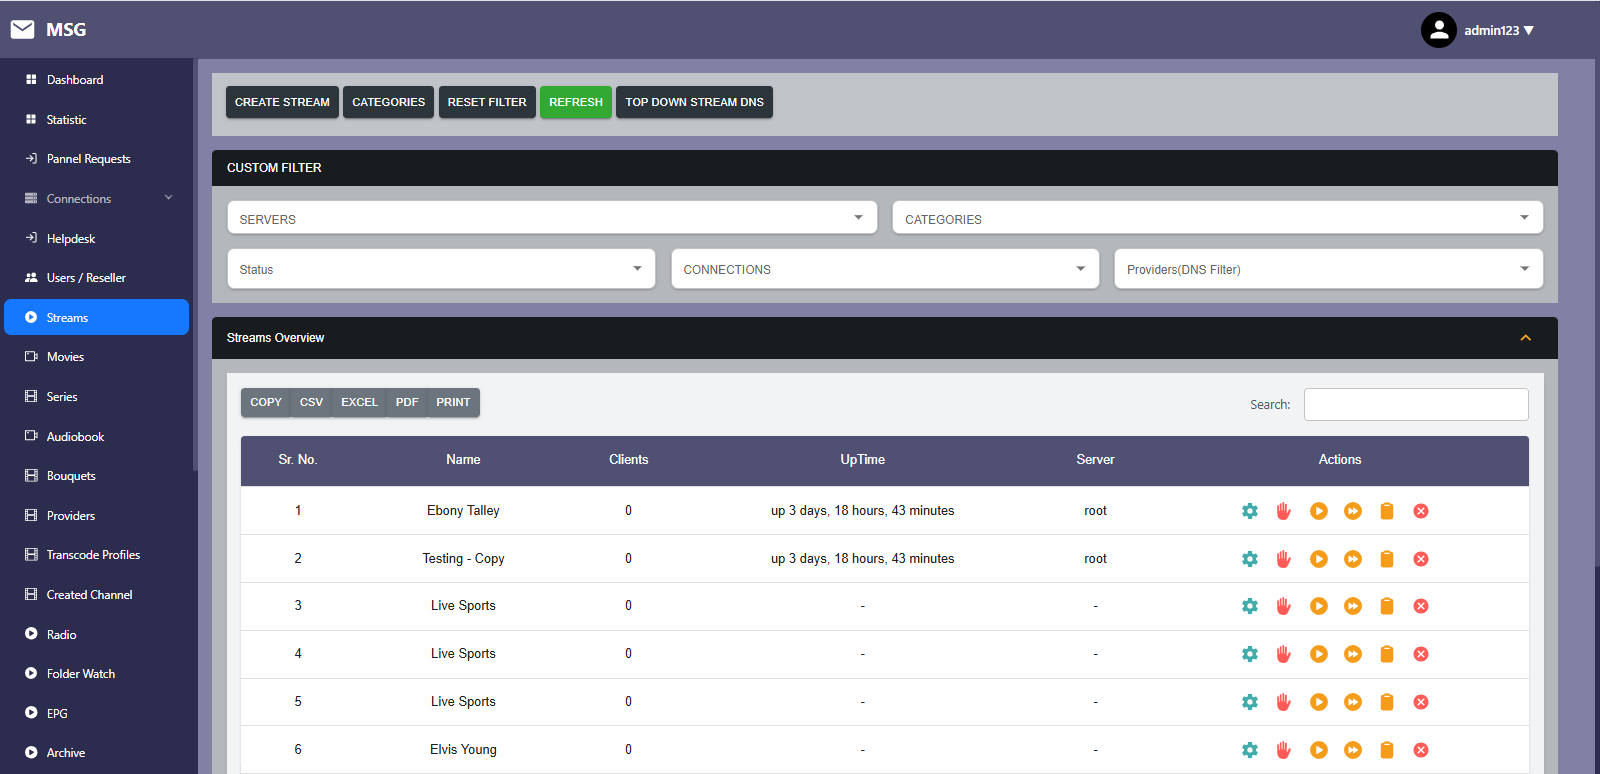 MSG
admin123
Dashboard
Statistic
Pannel Requests
Connections
Helpdesk
Users / Reseller
Streams
Movies
Series
Audiobook
Bouquets
Providers
Transcode Profiles
Created Channel
Radio
Folder Watch
EPG
Archive
CREATE STREAM CATEGORIES RESET FILTER REFRESH TOP DOWN STREAM DNS
CUSTOM FILTER
SERVERS CATEGORIES
Status CONNECTIONS Providers(DNS Filter)
Streams Overview
COPY CSV EXCEL PDF PRINT Search:
Sr. No. Name Clients UpTime Server Actions
1 Ebony Talley 0 up 3 days, 18 hours, 43 minutes root
2 Testing - Copy 0 up 3 days, 18 hours, 43 minutes root
3 Live Sports 0 - -
4 Live Sports 0 - -
5 Live Sports 0 - -
6 Elvis Young 0 - -